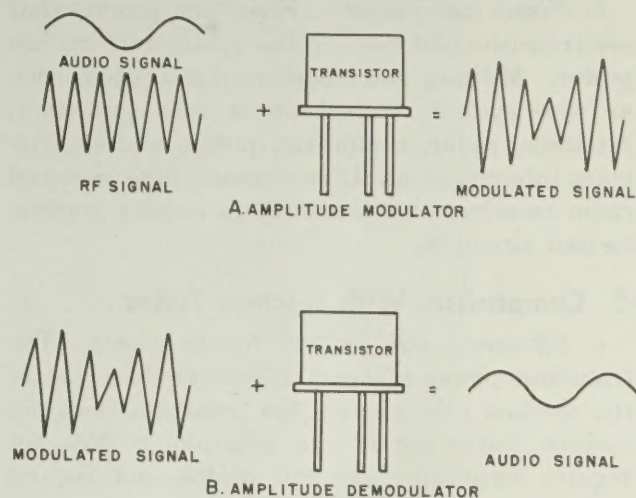 AUDIO SIGNAL
TRANSISTOR
+
=
RF SIGNAL
MODULATED SIGNAL
A. AMPLITUDE MODULATOR
TRANSISTOR
+
=
MODULATED SIGNAL
AUDIO SIGNAL
B. AMPLITUDE DEMODULATOR